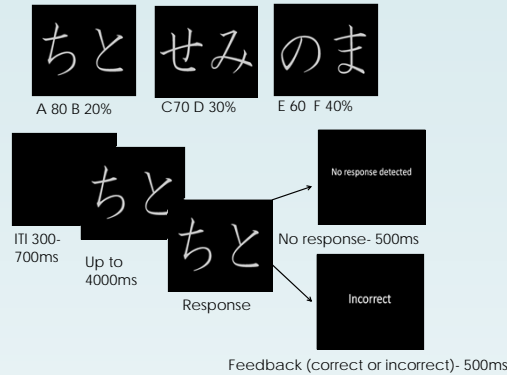 ちと
せみ
のま
A 80 B 20%
C70 D 30%
E 60 F 40%
ITI 300-
700ms
ちと
Up to
4000ms
ちと
Response
No response detected
No response- 500ms
Incorrect
Feedback (correct or incorrect)- 500ms